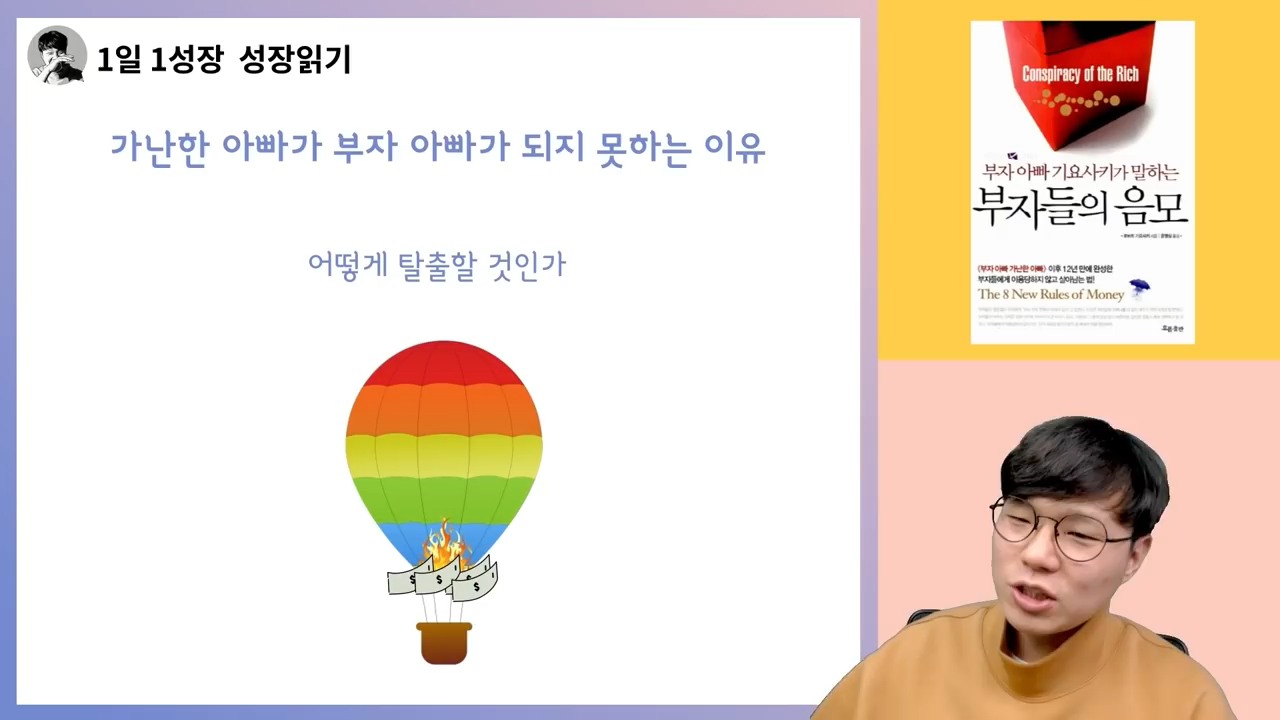 1일 1성장 성장읽기
가난한 아빠가 부자 아빠가 되지 못하는 이유
어떻게 탈출할 것인가
$ $ $
Conspiracy of the Rich
부자 아빠 기요사키가 말하는
부자들의 음모
《부자 아빠 가난한 아빠》 이후 12년 만에 완성한
부자들에게 이용당하지 않고 살아남는 법!
The 8 New Rules of Money
흐름출판